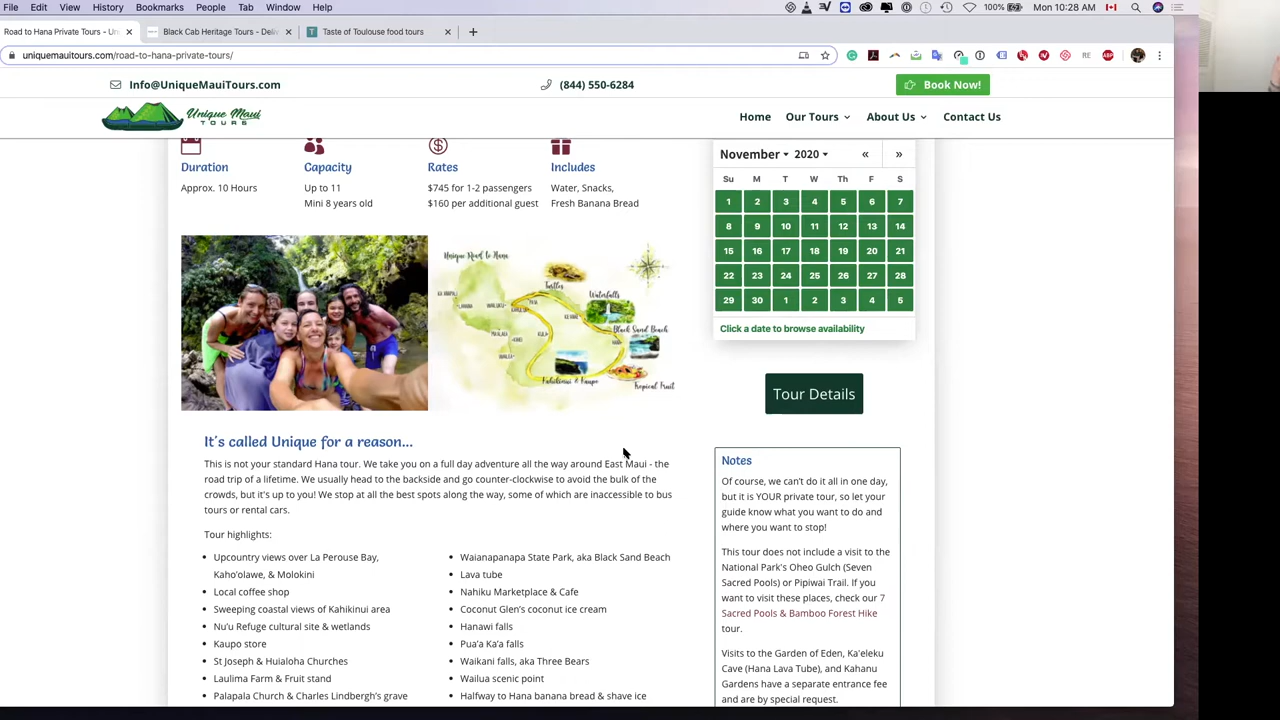 File Edit View History Bookmarks People Tab Window Help 100% Mon 10:28 AM
Road to Hana Private Tours - Un
Black Cab Heritage Tours - Deliv
Taste of Toulouse food tours
uniquemauitours.com/road-to-hana-private-tours/
Info@UniqueMauiTours.com (844) 550-6284 Book Now!
Unique Maui
TOURS
Home Our Tours About Us Contact Us
Duration
Approx. 10 Hours
Capacity
Up to 11
Mini 8 years old
Rates
$745 for 1-2 passengers
$160 per additional guest
Includes
Water, Snacks,
Fresh Banana Bread
November 2020 « »
Su M T W Th F S
1 2 3 4 5 6 7
8 9 10 11 12 13 14
15 16 17 18 19 20 21
22 23 24 25 26 27 28
29 30 1 2 3 4 5
Click a date to browse availability
Unique Road to Hana
Turtles
Waterfalls
Black Sand Beach
Tropical Fruit
Kahikinui & Kaupo
Tour Details
It's called Unique for a reason...
This is not your standard Hana tour. We take you on a full day adventure all the way around East Maui - the
road trip of a lifetime. We usually head to the backside and go counter-clockwise to avoid the bulk of the
crowds, but it's up to you! We stop at all the best spots along the way, some of which are inaccessible to bus
tours or rental cars.
Tour highlights:
Upcountry views over La Perouse Bay,
Kaho'olawe, & Molokini
Local coffee shop
Sweeping coastal views of Kahikinui area
Nu'u Refuge cultural site & wetlands
Kaupo store
St Joseph & Huialoha Churches
Laulima Farm & Fruit stand
Palapala Church & Charles Lindbergh's grave
Waianapanapa State Park, aka Black Sand Beach
Lava tube
Nahiku Marketplace & Cafe
Coconut Glen's coconut ice cream
Hanawi falls
Pua'a Ka'a falls
Waikani falls, aka Three Bears
Wailua scenic point
Halfway to Hana banana bread & shave ice
Notes
Of course, we can't do it all in one day,
but it is YOUR private tour, so let your
guide know what you want to do and
where you want to stop!
This tour does not include a visit to the
National Park's Oheo Gulch (Seven
Sacred Pools) or Pipiwai Trail. If you
want to visit these places, check our 7
Sacred Pools & Bamboo Forest Hike
tour.
Visits to the Garden of Eden, Ka'eleku
Cave (Hana Lava Tube), and Kahanu
Gardens have a separate entrance fee
and are by special request.